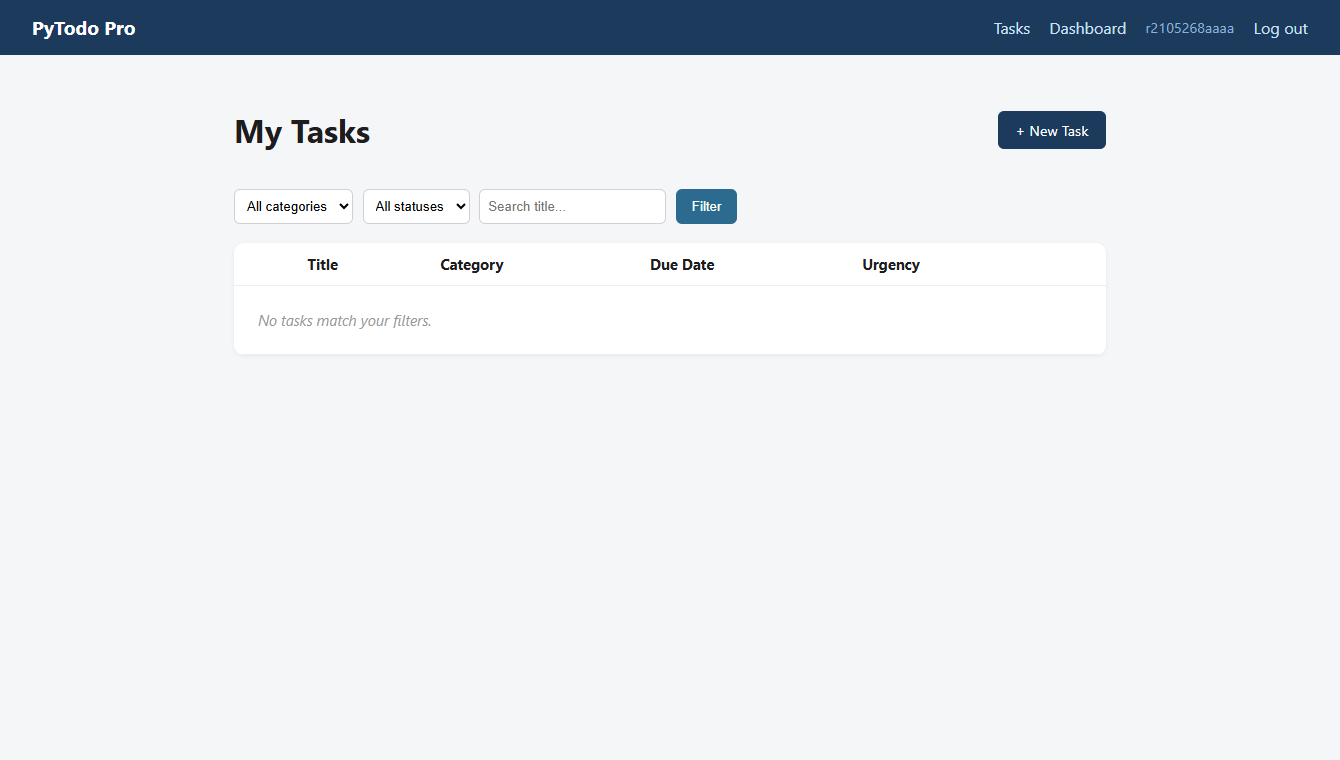 PyTodo Pro Tasks Dashboard r2105268aaaa Log out
My Tasks + New Task
All categories All statuses Search title... Filter
Title Category Due Date Urgency
No tasks match your filters.